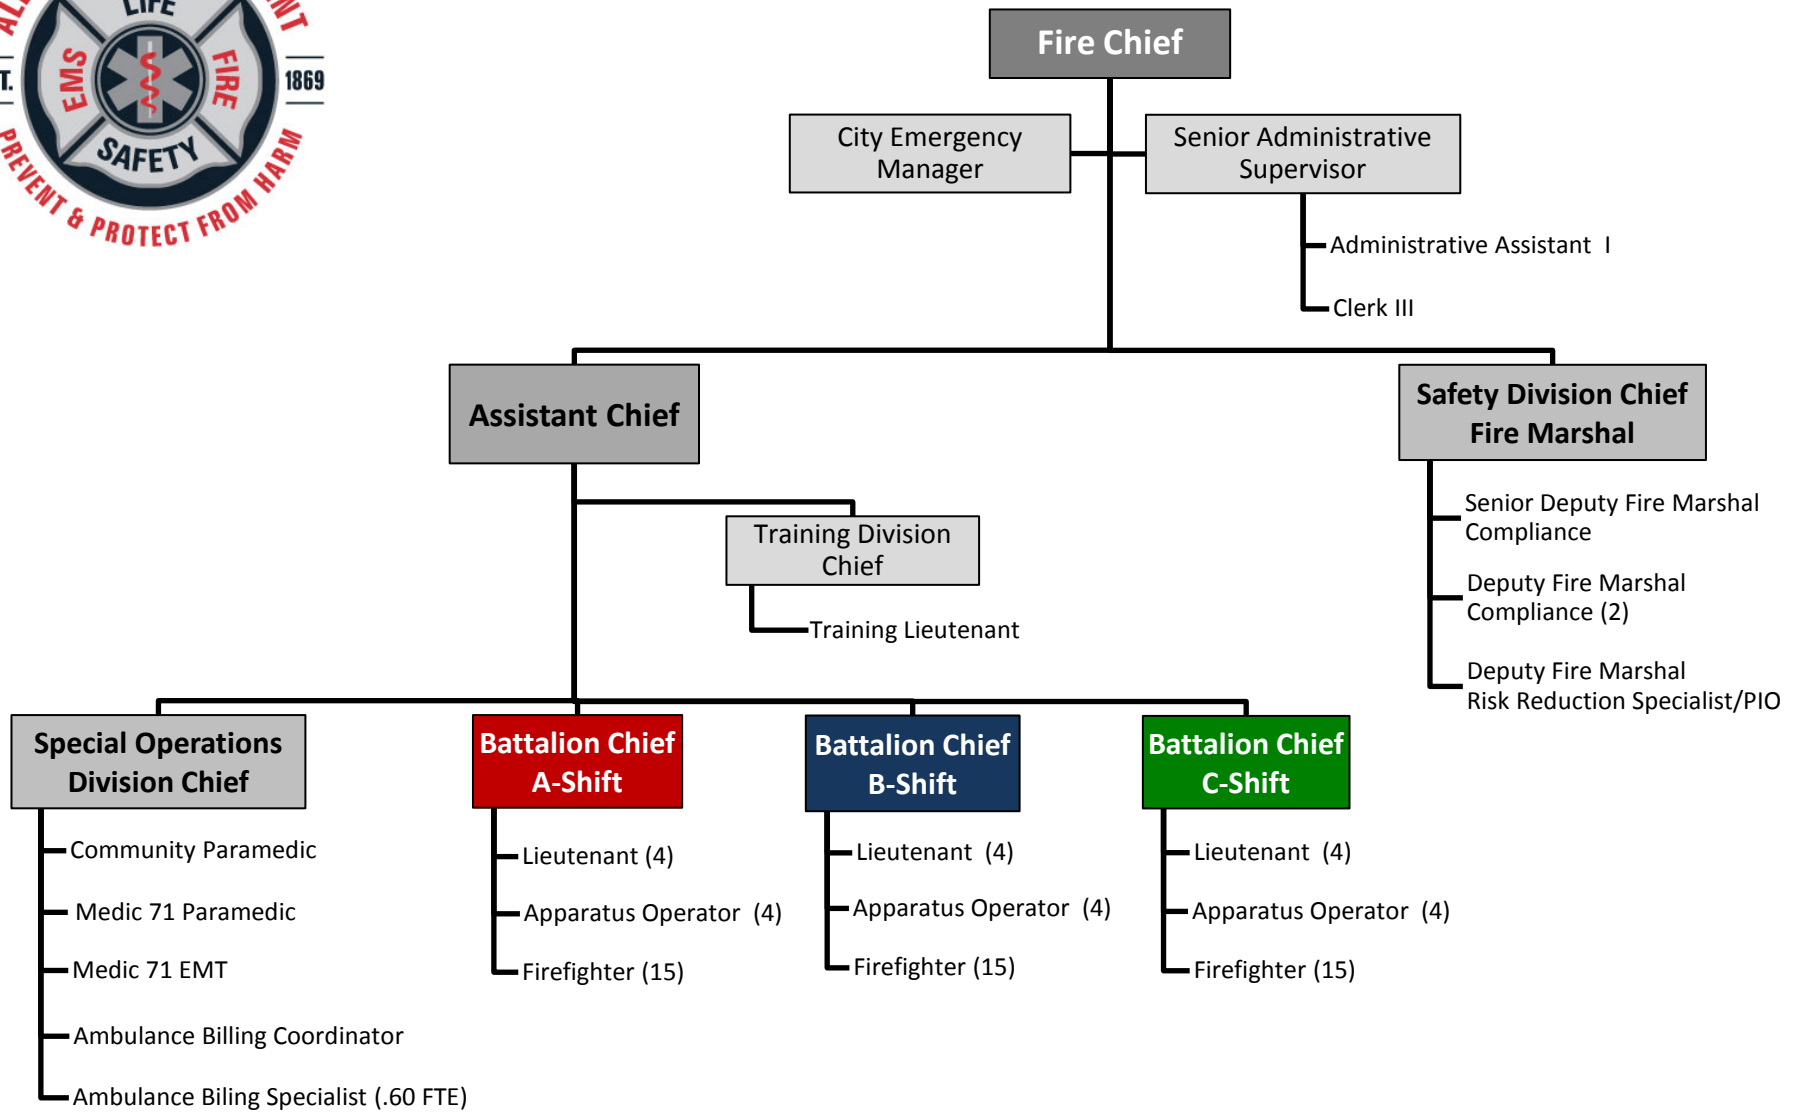 LIFE
EMS
FIRE
SAFETY
1869
PREVENT & PROTECT FROM HARM
Fire Chief
City Emergency
Manager
Senior Administrative
Supervisor
Administrative Assistant  I
Clerk III
Assistant Chief
Safety Division Chief
Fire Marshal
Training Division
Chief
Training Lieutenant
Senior Deputy Fire Marshal
Compliance
Deputy Fire Marshal
Compliance (2)
Deputy Fire Marshal
Risk Reduction Specialist/PIO
Special Operations
Division Chief
Community Paramedic
Medic 71 Paramedic
Medic 71 EMT
Ambulance Billing Coordinator
Ambulance Biling Specialist (.60 FTE)
Battalion Chief
A-Shift
Lieutenant (4)
Apparatus Operator  (4)
Firefighter (15)
Battalion Chief
B-Shift
Lieutenant  (4)
Apparatus Operator  (4)
Firefighter (15)
Battalion Chief
C-Shift
Lieutenant  (4)
Apparatus Operator  (4)
Firefighter (15)